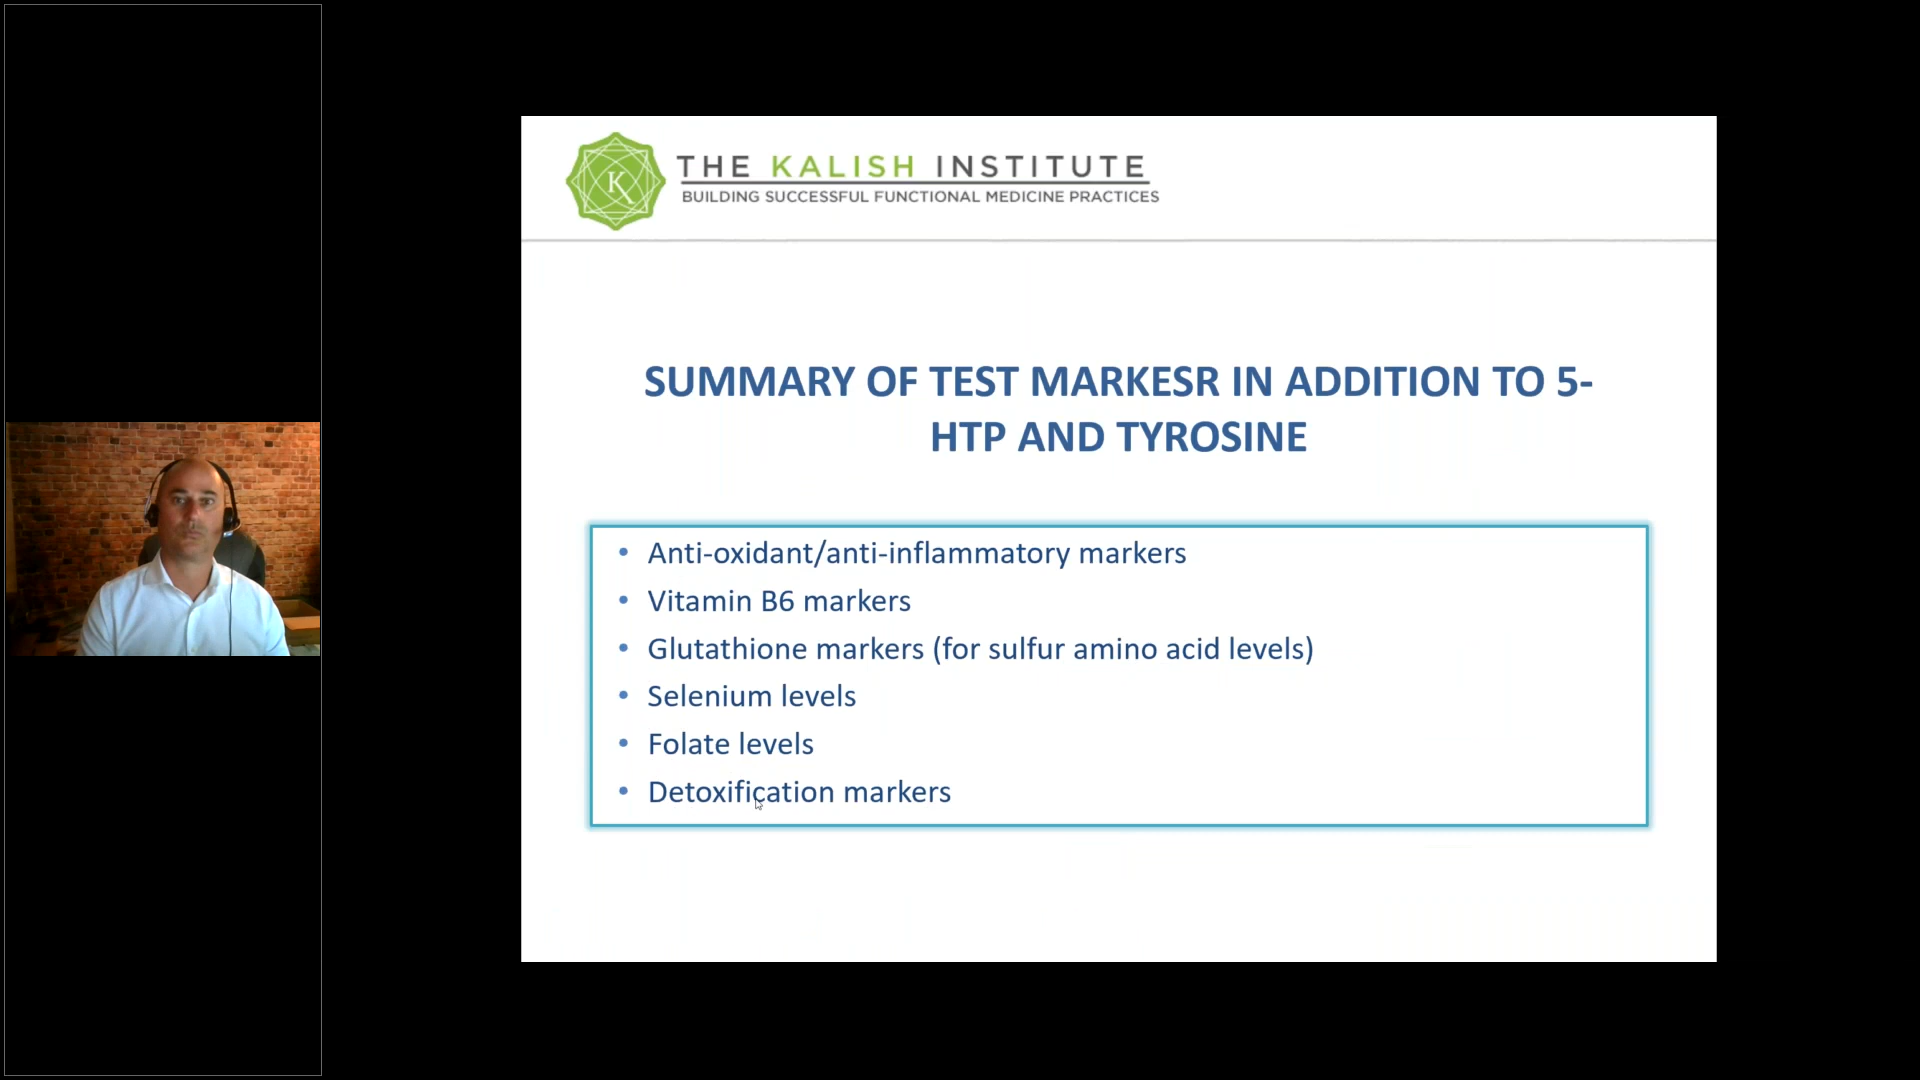 K
THE KALISH INSTITUTE
BUILDING SUCCESSFUL FUNCTIONAL MEDICINE PRACTICES
SUMMARY OF TEST MARKESR IN ADDITION TO 5-
HTP AND TYROSINE
• Anti-oxidant/anti-inflammatory markers
• Vitamin B6 markers
• Glutathione markers (for sulfur amino acid levels)
• Selenium levels
• Folate levels
• Detoxification markers